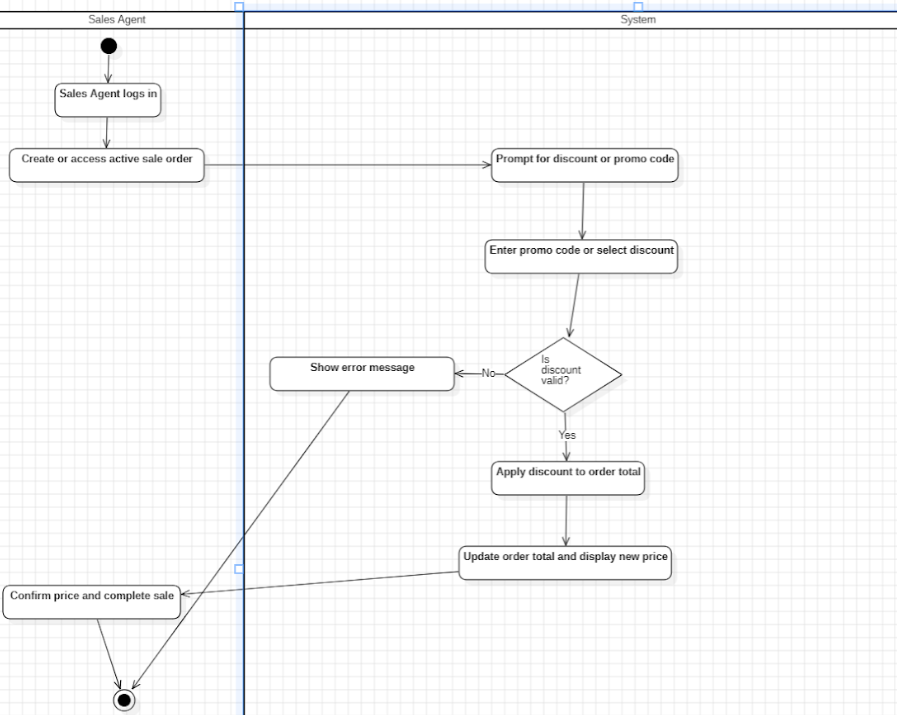 Sales Agent
System
Sales Agent logs in
Create or access active sale order
Prompt for discount or promo code
Enter promo code or select discount
Is
discount
valid?
No
Show error message
Yes
Apply discount to order total
Update order total and display new price
Confirm price and complete sale